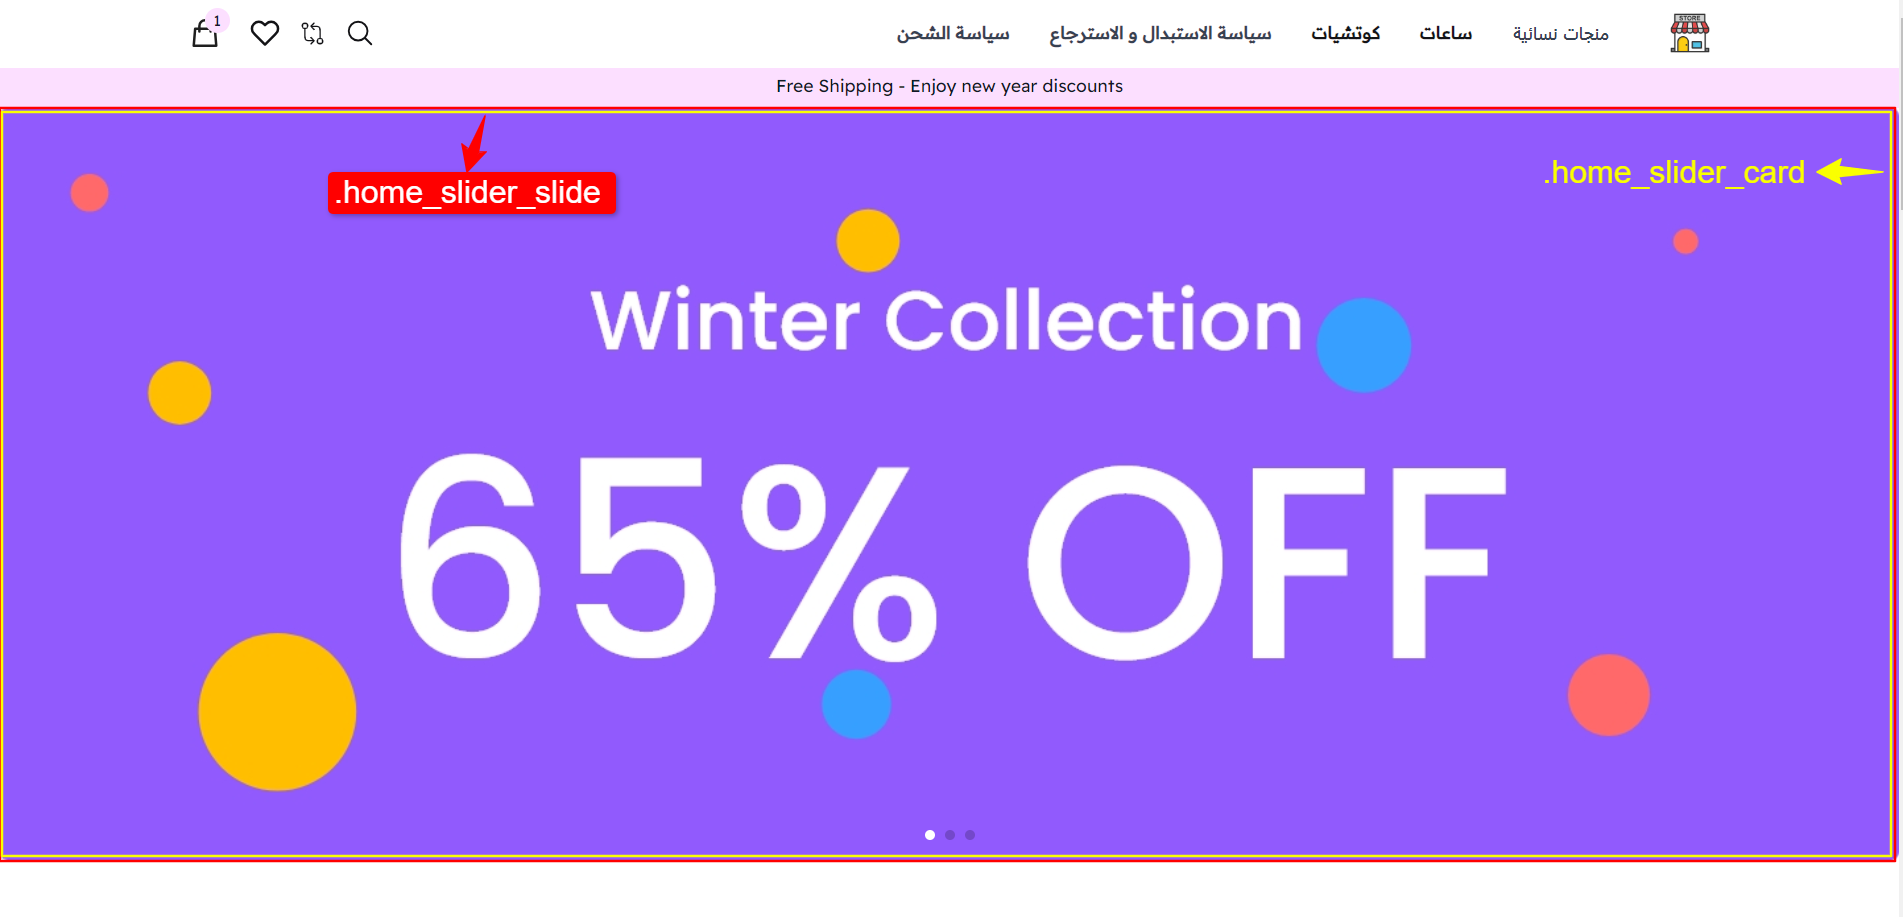 STORE
منجات نسائية
ساعات
كوتشيات
سياسة الاستبدال و الاسترجاع
سياسة الشحن
1
Free Shipping - Enjoy new year discounts
.home_slider_slide
.home_slider_card
Winter Collection
65% OFF